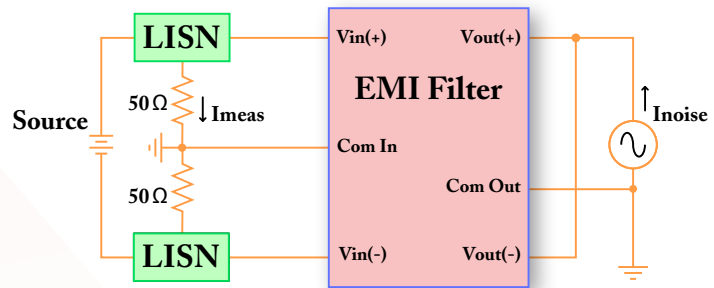 LISN
Vin(+)
Vout(+)
EMI Filter
50Ω
Imeas
Source
Inoise
Com In
Com Out
50Ω
LISN
Vin(-)
Vout(-)